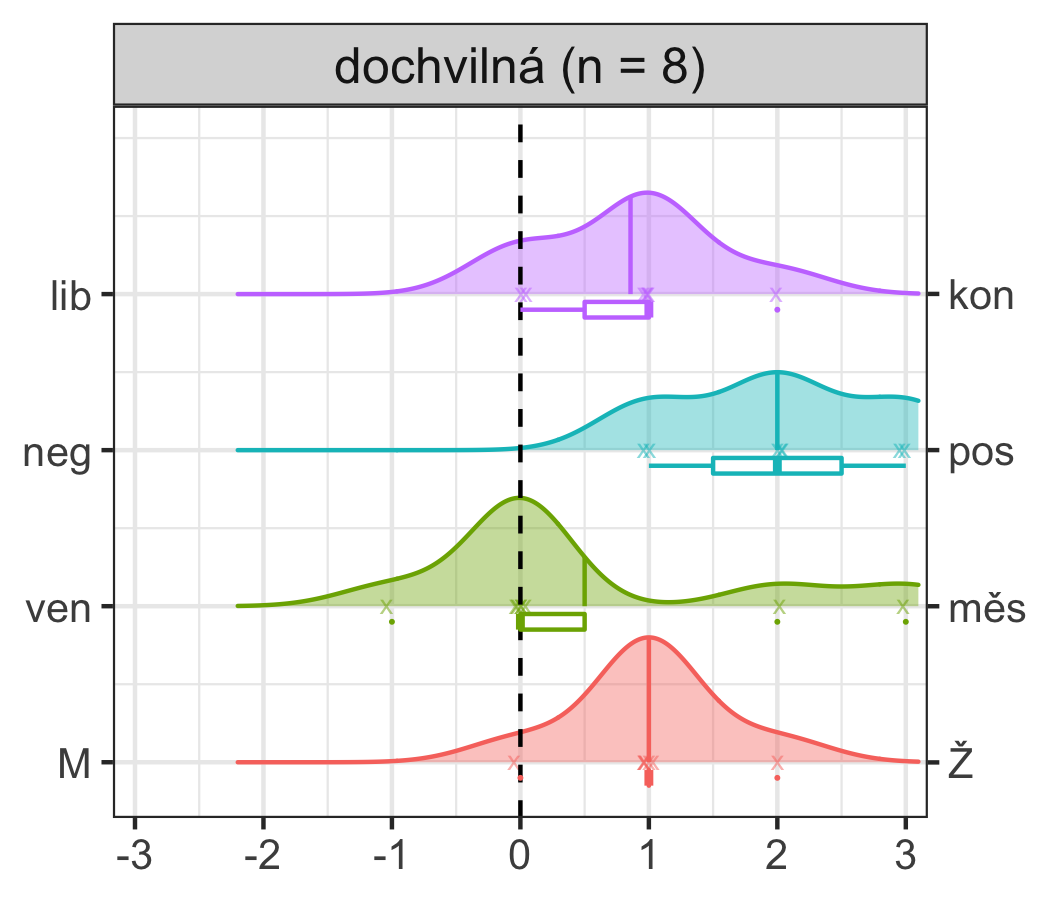 dochvilná (n = 8)
lib kon
neg pos
ven měs
M Ž
-3 -2 -1 0 1 2 3